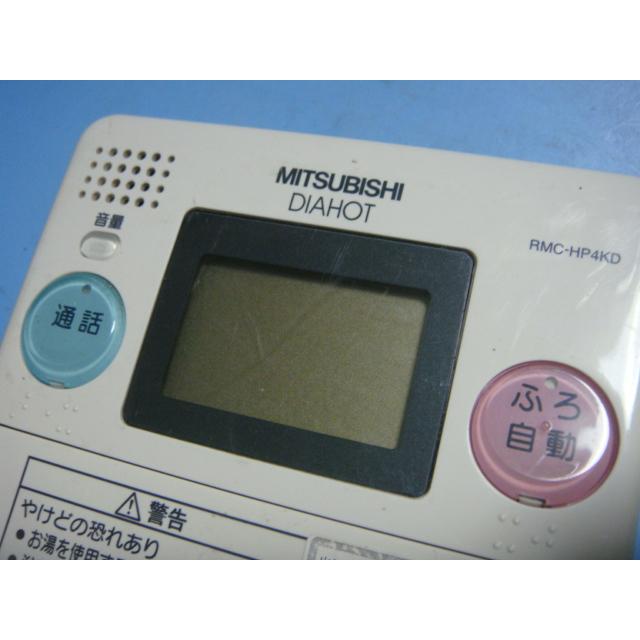 MITSUBISHI
DIAHOT
RMC-HP4KD
音量
通話
ふろ
自動
警告
やけどの恐れあり
●お湯を使用す